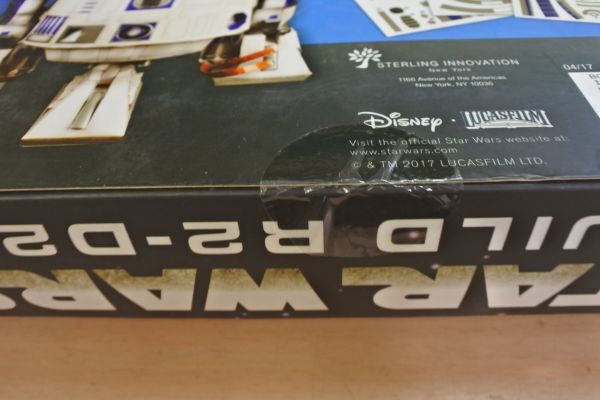 STERLING INNOVATION
New York
1166 Avenue of the Americas
New York, NY 10036
04/17
Disney · LUCASFILM
Visit the official Star Wars website at:
www.starwars.com
© & TM 2017 LUCASFILM LTD.
UILD R2-D2
TAR WARS